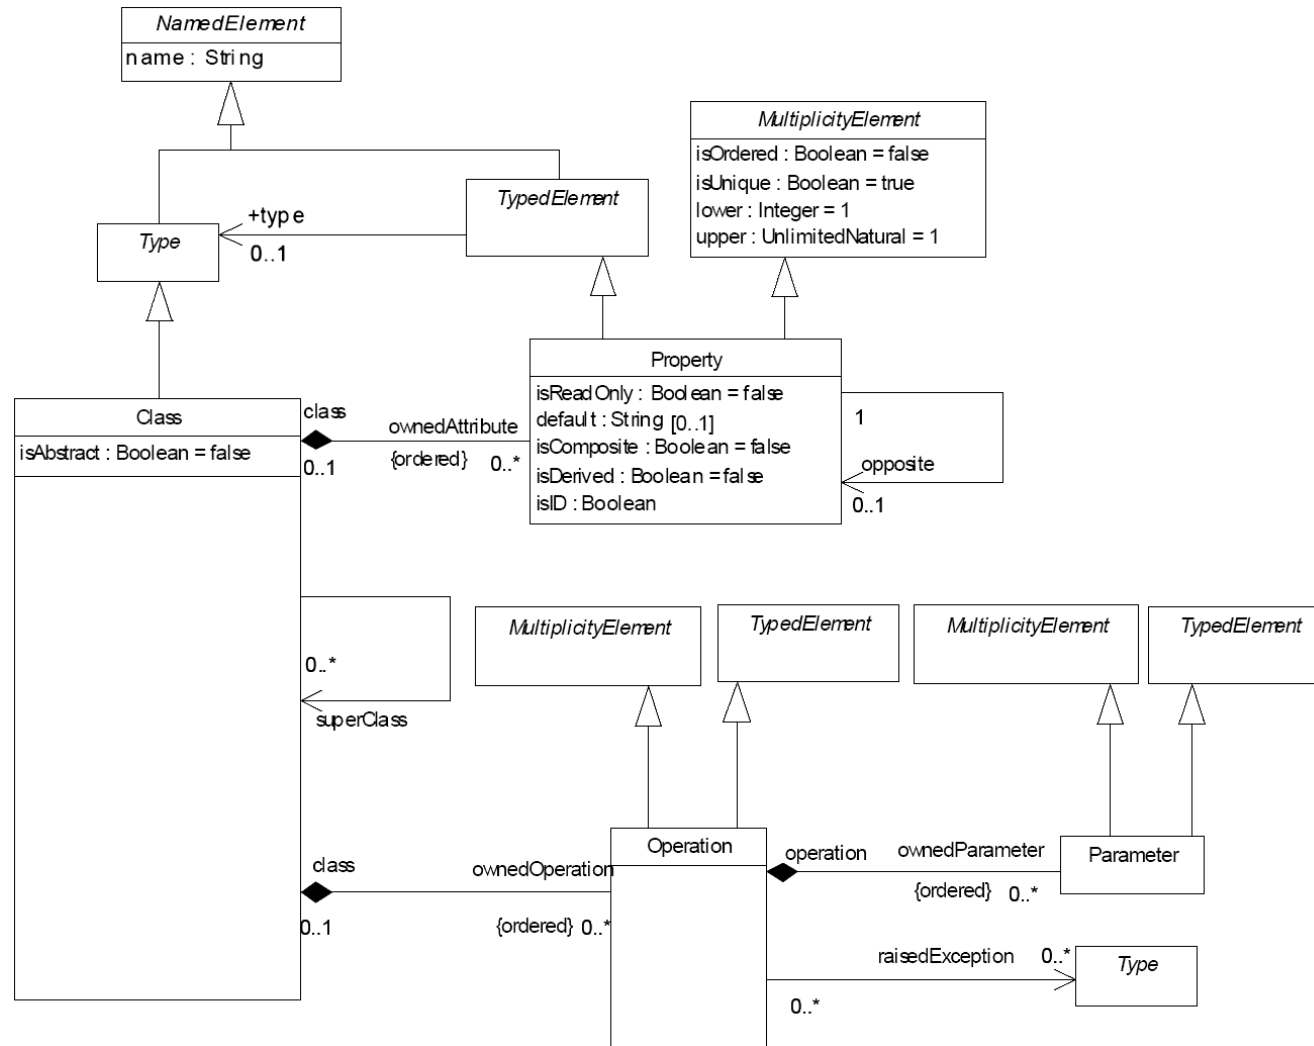 NamedElement
name : String
MultiplicityElement
isOrdered : Boolean = false
isUnique : Boolean = true
lower : Integer = 1
upper : UnlimitedNatural = 1
TypedElement
+type
0..1
Type
Property
isReadOnly : Boolean = false
default : String [0..1]
isComposite : Boolean = false
isDerived : Boolean = false
isID : Boolean
1
opposite
0..1
Class
isAbstract : Boolean = false
class
0..1
ownedAttribute
{ordered} 0..*
0..*
superClass
MultiplicityElement
TypedElement
MultiplicityElement
TypedElement
class
0..1
ownedOperation
{ordered} 0..*
Operation
operation
ownedParameter
{ordered} 0..*
Parameter
raisedException 0..*
0..*
Type